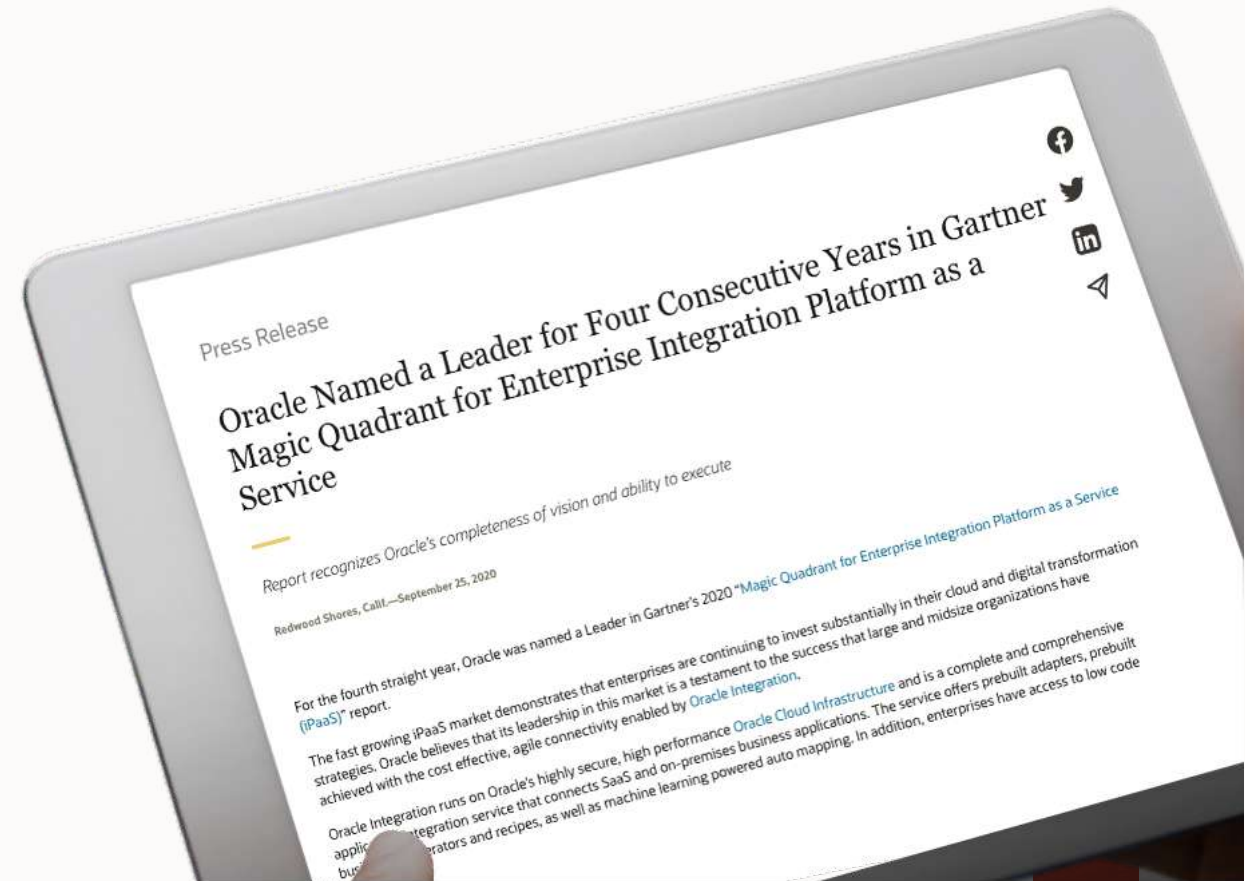 Press Release
Oracle Named a Leader for Four Consecutive Years in Gartner
Magic Quadrant for Enterprise Integration Platform as a
Service
Report recognizes Oracle's completeness of vision and ability to execute
Redwood Shores, Calif.—September 25, 2020
For the fourth straight year, Oracle was named a Leader in Gartner's 2020 "Magic Quadrant for Enterprise Integration Platform as a Service
(iPaaS)" report.
The fast growing iPaaS market demonstrates that enterprises are continuing to invest substantially in their cloud and digital transformation
strategies. Oracle believes that its leadership in this market is a testament to the success that large and midsize organizations have
achieved with the cost effective, agile connectivity enabled by Oracle Integration.
Oracle Integration runs on Oracle's highly secure, high performance Oracle Cloud Infrastructure and is a complete and comprehensive
integration service that connects SaaS and on-premises business applications. The service offers prebuilt adapters, prebuilt
and recipes, as well as machine learning powered auto mapping. In addition, enterprises have access to low code